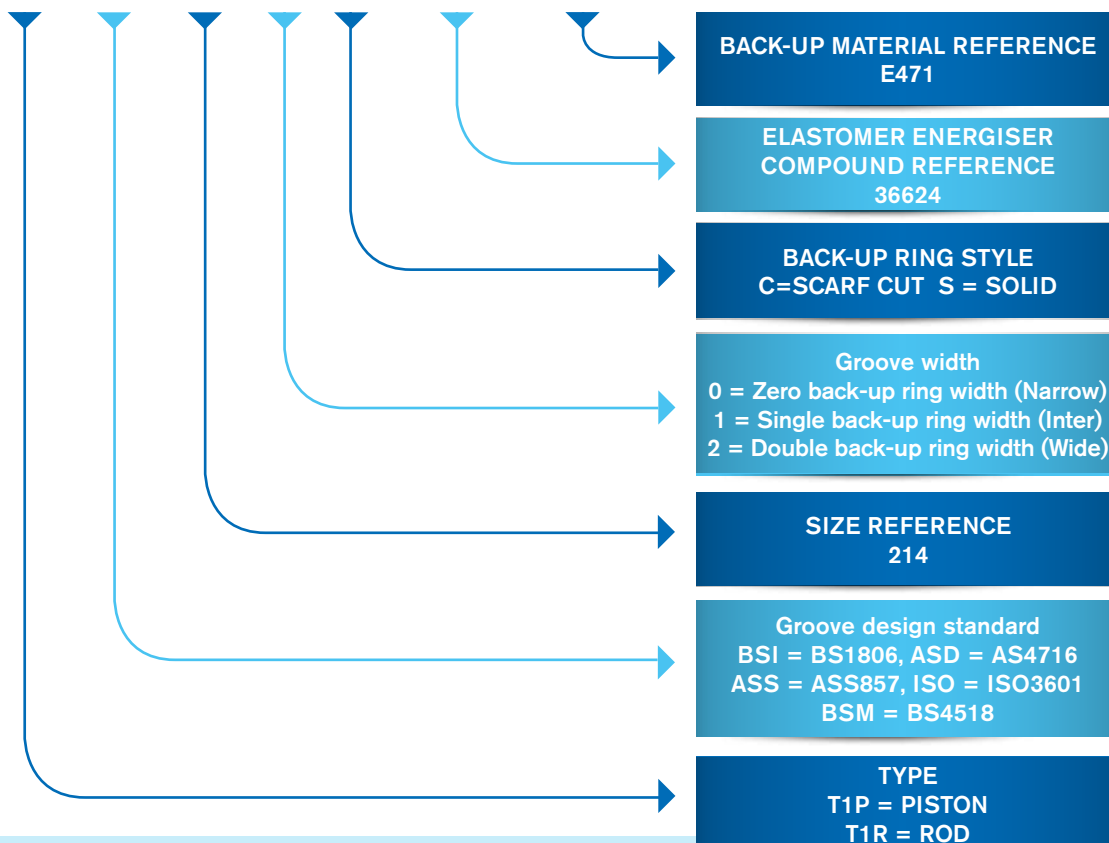 BACK-UP MATERIAL REFERENCE
E471
ELASTOMER ENERGISER
COMPOUND REFERENCE
36624
BACK-UP RING STYLE
C=SCARF CUT S = SOLID
Groove width
0 = Zero back-up ring width (Narrow)
1 = Single back-up ring width (Inter)
2 = Double back-up ring width (Wide)
SIZE REFERENCE
214
Groove design standard
BSI = BS1806, ASD = AS4716
ASS = ASS857, ISO = ISO3601
BSM = BS4518
TYPE
T1P = PISTON
T1R = ROD